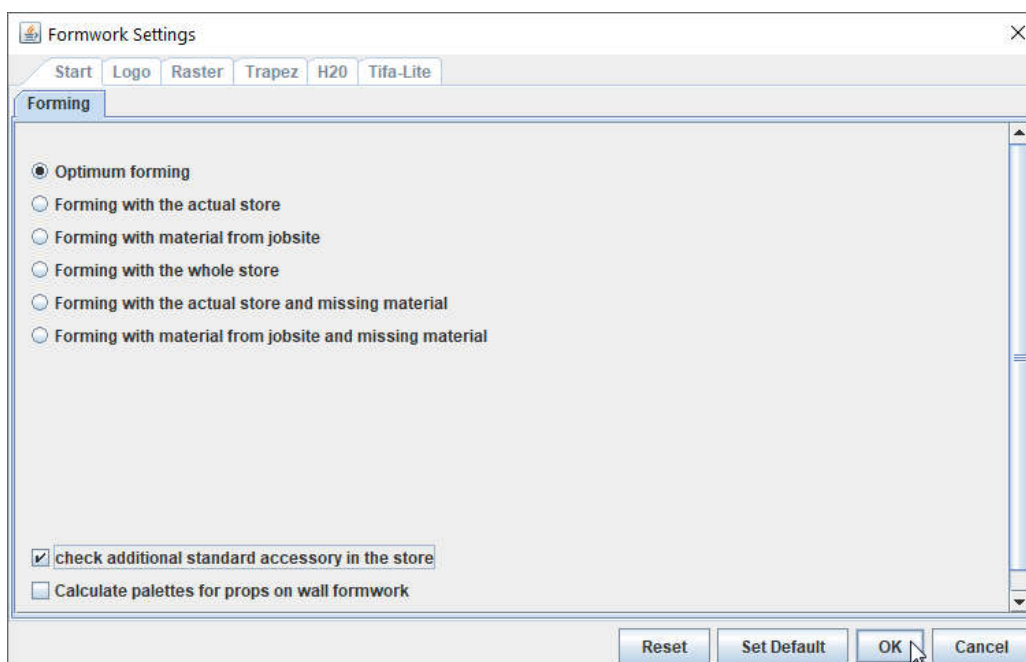 Formwork Settings
Start Logo Raster Trapez H20 Tifa-Lite
Forming
Optimum forming
Forming with the actual store
Forming with material from jobsite
Forming with the whole store
Forming with the actual store and missing material
Forming with material from jobsite and missing material
check additional standard accessory in the store
Calculate palettes for props on wall formwork
Reset Set Default OK Cancel